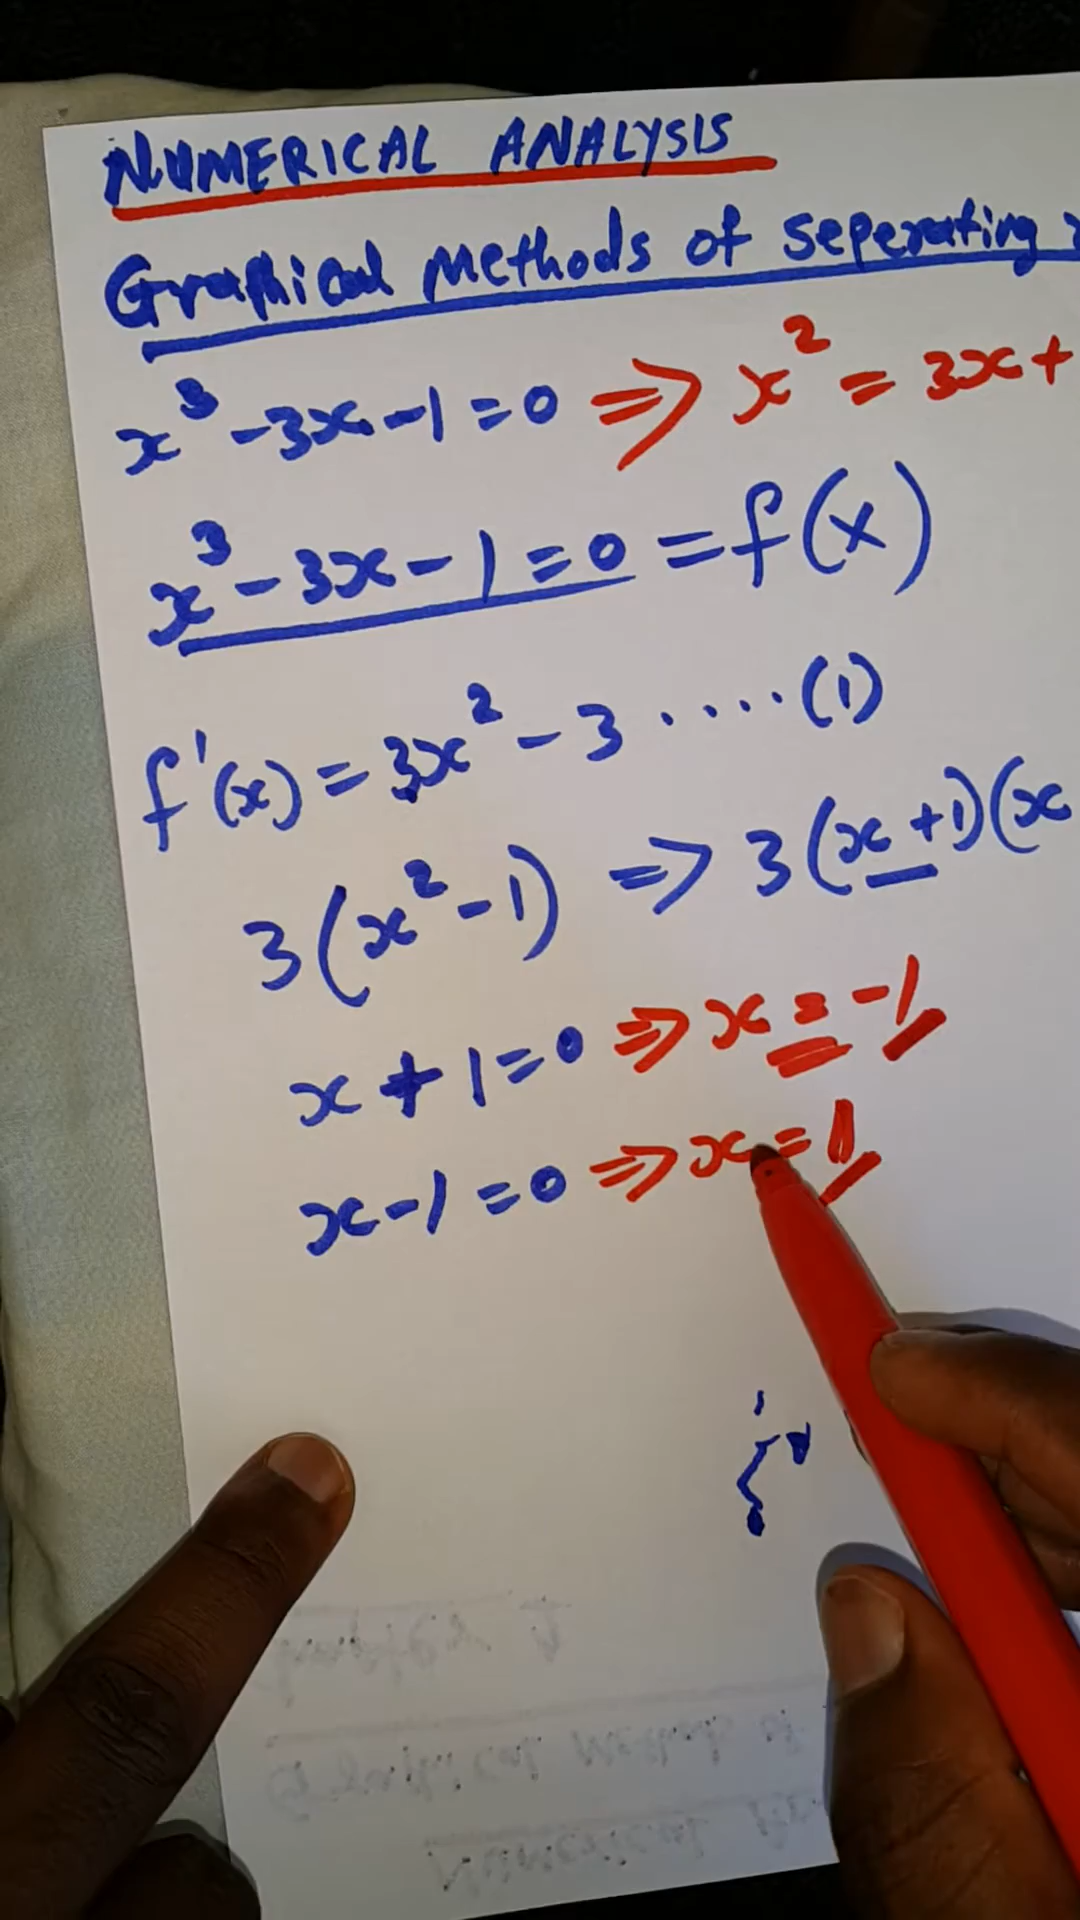 NUMERICAL ANALYSIS
Graphical methods of seperating
x³ - 3x - 1 = 0 ⇒ x² = 3x +
x³ - 3x - 1 = 0 = f(x)
f'(x) = 3x² - 3 ....(1)
3(x² - 1) ⇒ 3(x + 1)(x
x + 1 = 0 ⇒ x = -1
x - 1 = 0 ⇒ x = 1